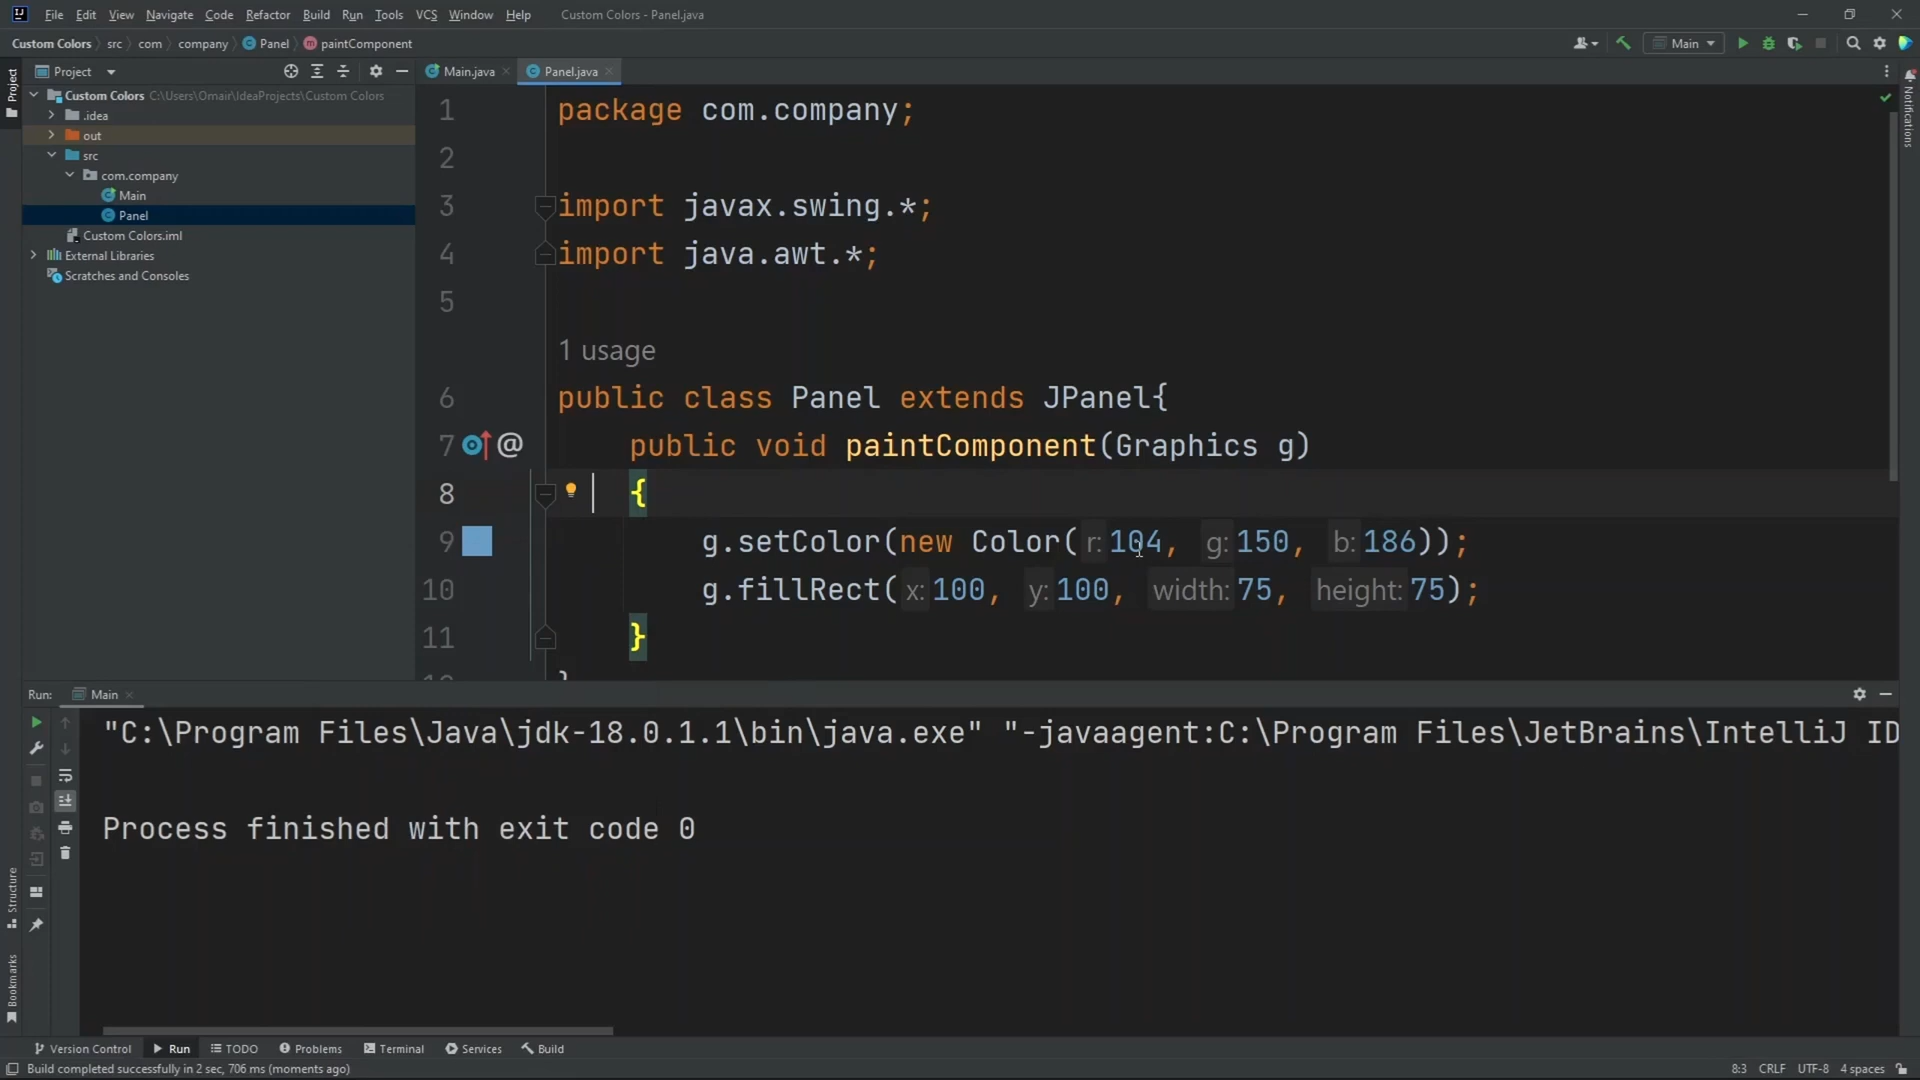 File Edit View Navigate Code Refactor Build Run Tools VCS Window Help Custom Colors - Panel.java
Custom Colors src com company Panel paintComponent Main
Project
Main.java
Panel.java
Project
Custom Colors C:\Users\Omair\IdeaProjects\Custom Colors
.idea
out
src
com.company
Main
Panel
Custom Colors.iml
External Libraries
Scratches and Consoles
1 package com.company;
2
3 import javax.swing.*;
4 import java.awt.*;
5
1 usage
6 public class Panel extends JPanel{
7 @ public void paintComponent(Graphics g)
8 {
9 g.setColor(new Color( r: 104, g: 150, b: 186));
10 g.fillRect( x: 100, y: 100, width: 75, height: 75);
11 }
Notifications
Run: Main
"C:\Program Files\Java\jdk-18.0.1.1\bin\java.exe" "-javaagent:C:\Program Files\JetBrains\IntelliJ ID
Process finished with exit code 0
Structure
Bookmarks
Version Control Run TODO Problems Terminal Services Build
Build completed successfully in 2 sec, 706 ms (moments ago) 8:3 CRLF UTF-8 4 spaces